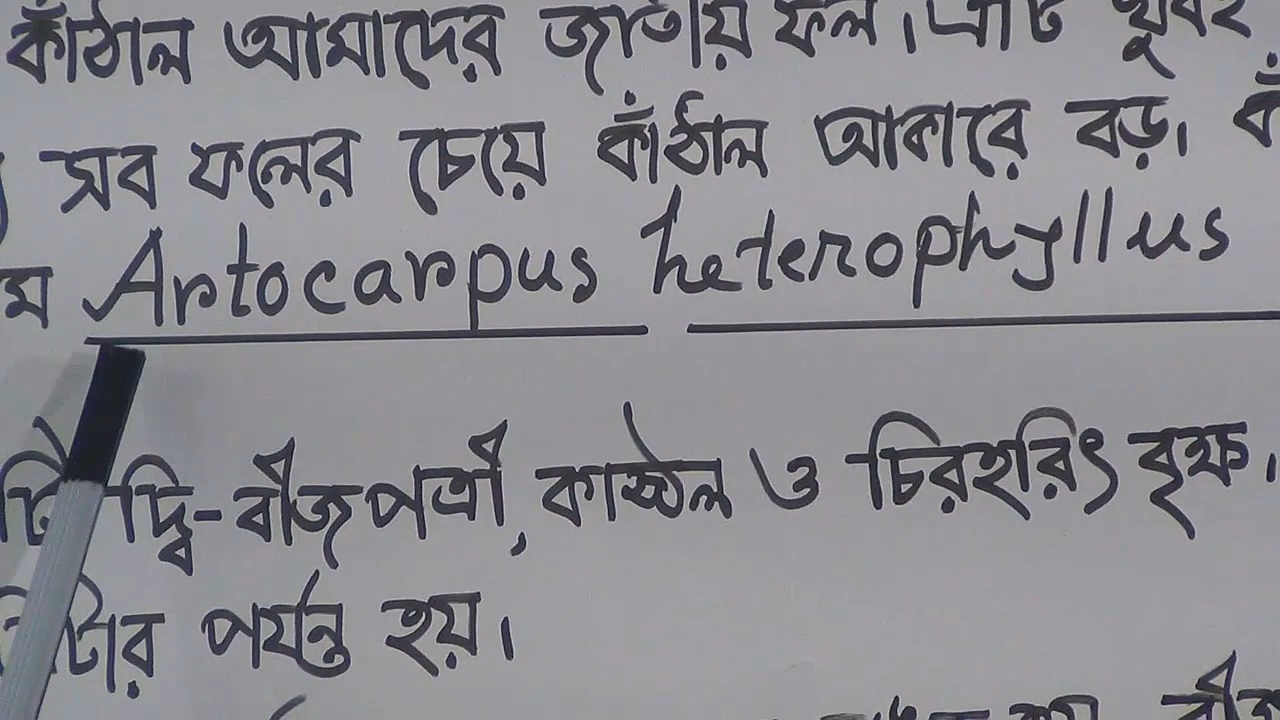 কাঁঠাল আমাদের জাতীয় ফল। এটি খুবই
সব ফলের চেয়ে কাঁঠাল আকারে বড়।
Artocarpus heterophyllus
দ্বি-বীজপত্রী, কাষ্ঠল ও চিরহরিৎ বৃক্ষ।
পর্যন্ত হয়।